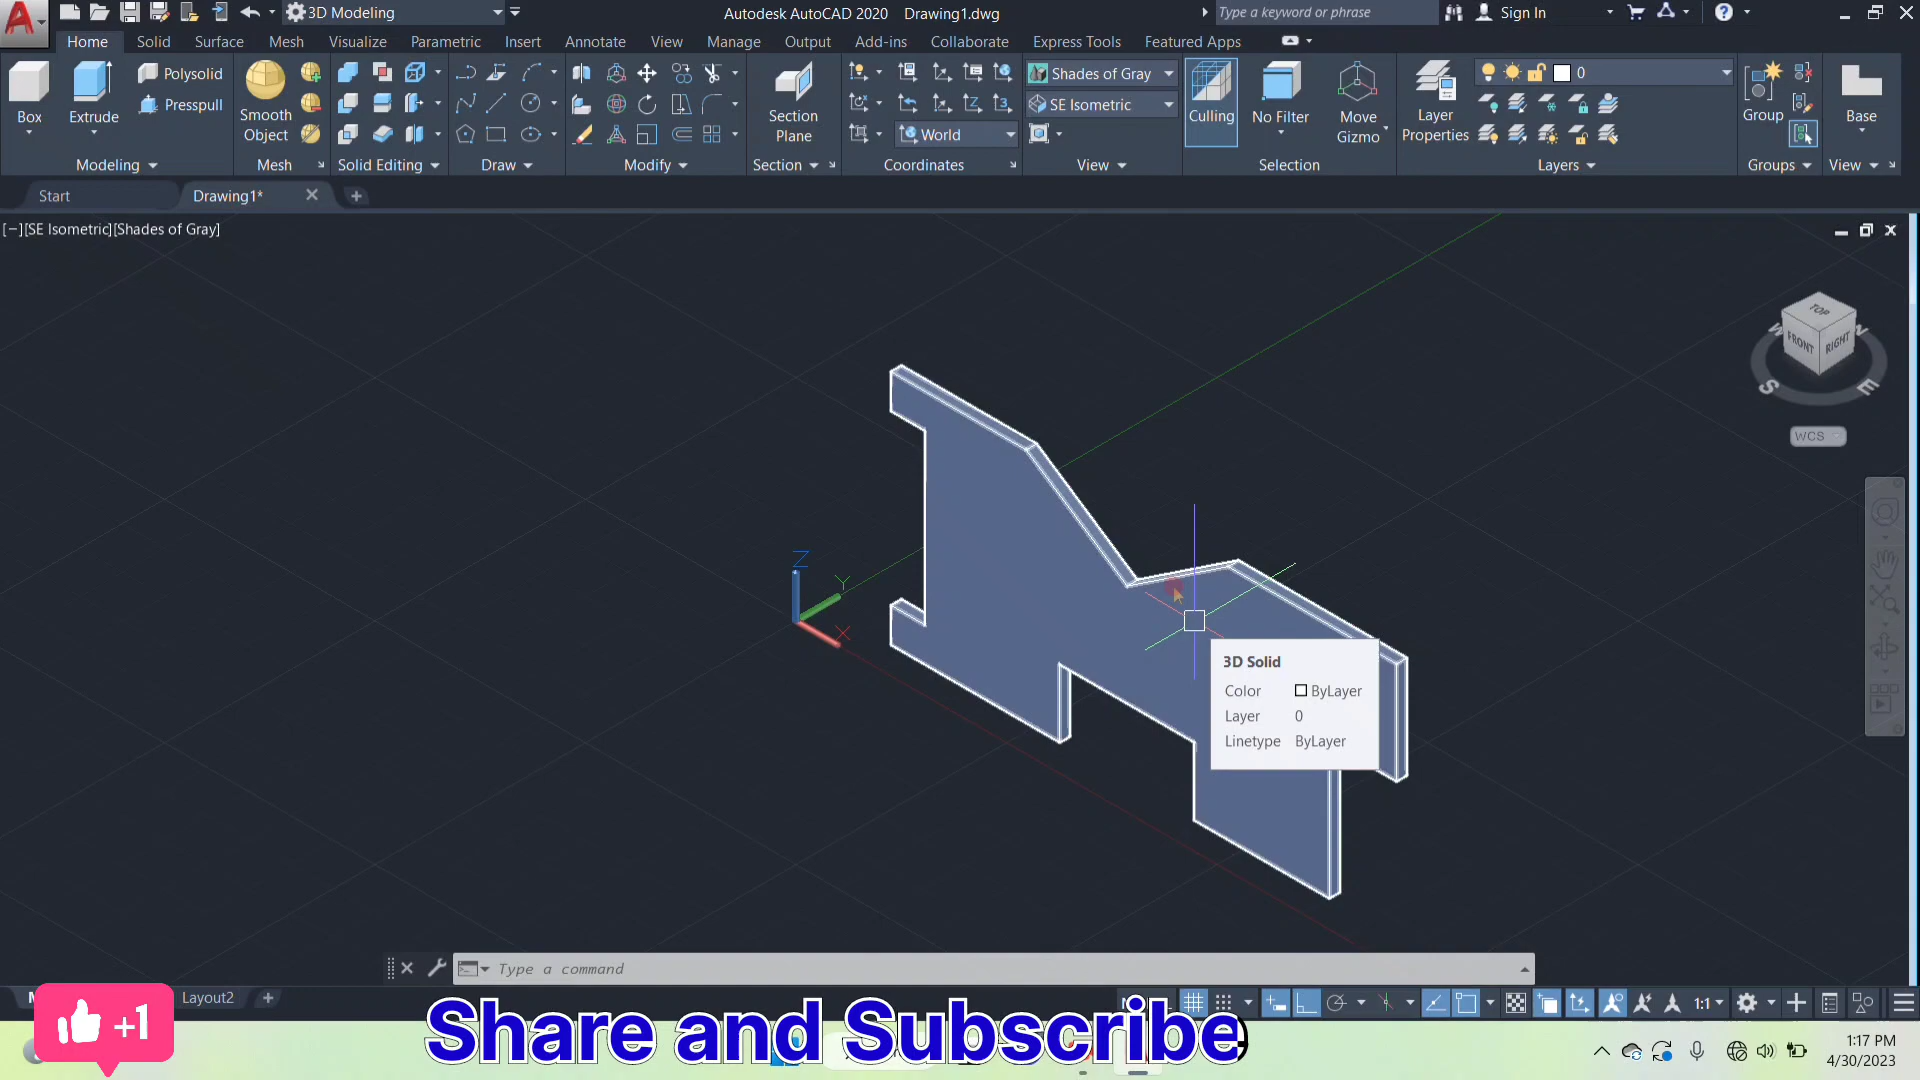 3D Modeling
Autodesk AutoCAD 2020 Drawing1.dwg
Type a keyword or phrase
Sign In
Home Solid Surface Mesh Visualize Parametric Insert Annotate View Manage Output Add-ins Collaborate Express Tools Featured Apps
Box
Extrude
Polysolid
Presspull
Modeling
Smooth
Object
Mesh
Solid Editing
Draw
Modify
Section
Plane
Section
World
Coordinates
Shades of Gray
SE Isometric
View
Culling
No Filter
Move
Gizmo
Selection
Layer
Properties
0
Layers
Group
Groups
Base
View
Start
Drawing1*
[−][SE Isometric][Shades of Gray]
TOP
FRONT
RIGHT
W
N
S
E
WCS
Z
Y
X
3D Solid
Color ByLayer
Layer 0
Linetype ByLayer
Type a command
Layout2
1:1
+1
Share and Subscribe
1:17 PM
4/30/2023